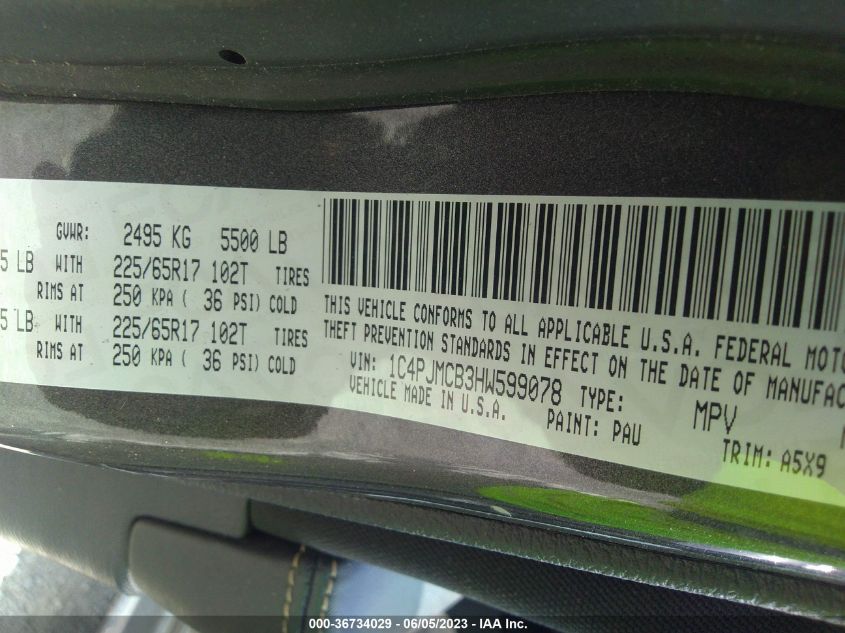 GVWR: 2495 KG 5500 LB
5 LB WITH 225/65R17 102T TIRES
RIMS AT 250 KPA ( 36 PSI) COLD
5 LB WITH 225/65R17 102T TIRES
RIMS AT 250 KPA ( 36 PSI) COLD
THIS VEHICLE CONFORMS TO ALL APPLICABLE U.S.A. FEDERAL MOTO
THEFT PREVENTION STANDARDS IN EFFECT ON THE DATE OF MANUFAC
VIN: 1C4PJMCB3HW599078 TYPE: MPV
VEHICLE MADE IN U.S.A. PAINT: PAU TRIM: A5X9
000-36734029 - 06/05/2023 - IAA Inc.